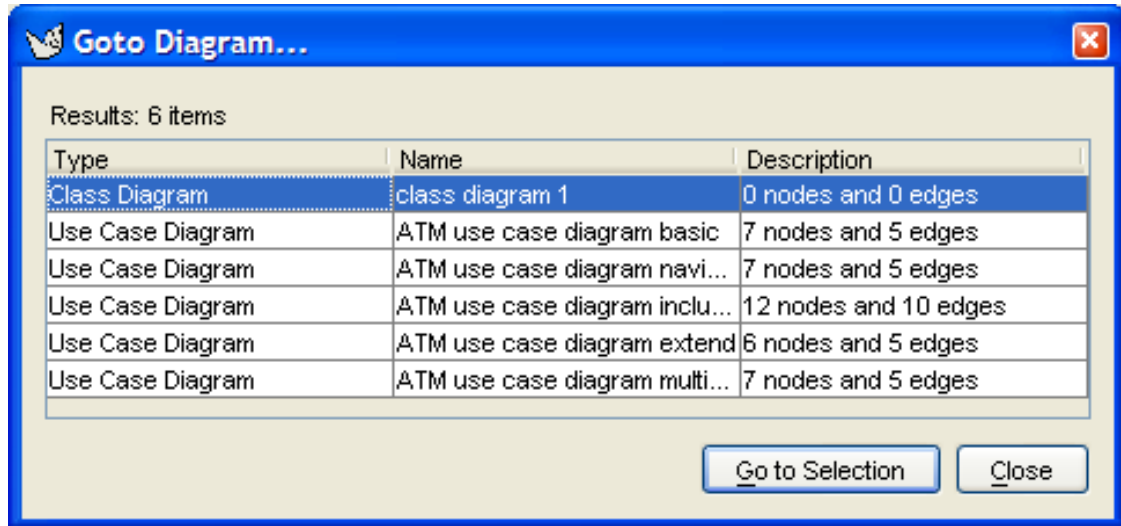 Goto Diagram...
Results: 6 items
Type Name Description
Class Diagram class diagram 1 0 nodes and 0 edges
Use Case Diagram ATM use case diagram basic 7 nodes and 5 edges
Use Case Diagram ATM use case diagram navi... 7 nodes and 5 edges
Use Case Diagram ATM use case diagram inclu... 12 nodes and 10 edges
Use Case Diagram ATM use case diagram extend 6 nodes and 5 edges
Use Case Diagram ATM use case diagram multi... 7 nodes and 5 edges
Go to Selection Close